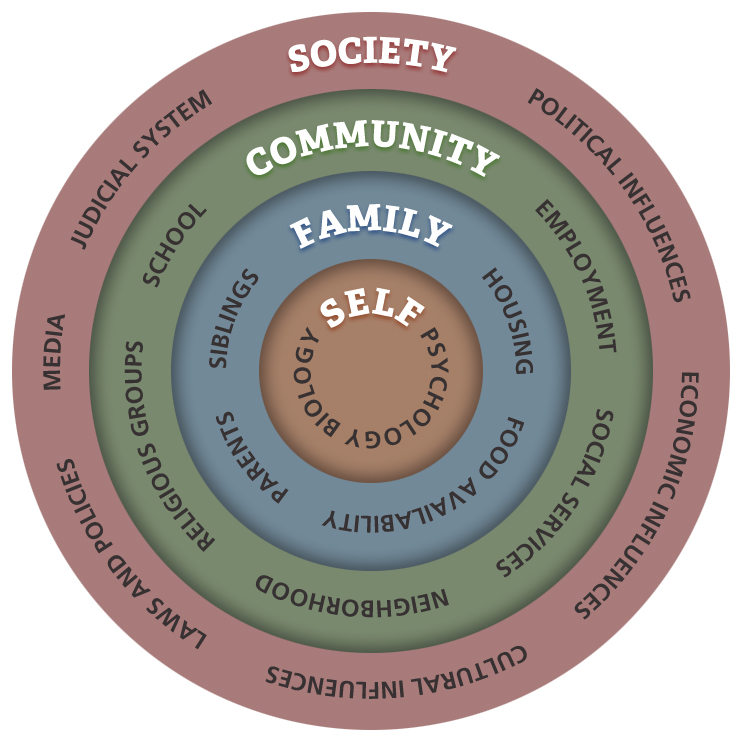 SOCIETY
POLITICAL INFLUENCES
ECONOMIC INFLUENCES
CULTURAL INFLUENCES
LAWS AND POLICIES
MEDIA
JUDICIAL SYSTEM
COMMUNITY
EMPLOYMENT
SOCIAL SERVICES
NEIGHBORHOOD
RELIGIOUS GROUPS
SCHOOL
FAMILY
HOUSING
FOOD AVAILABILITY
PARENTS
SIBLINGS
SELF
PSYCHOLOGY
BIOLOGY